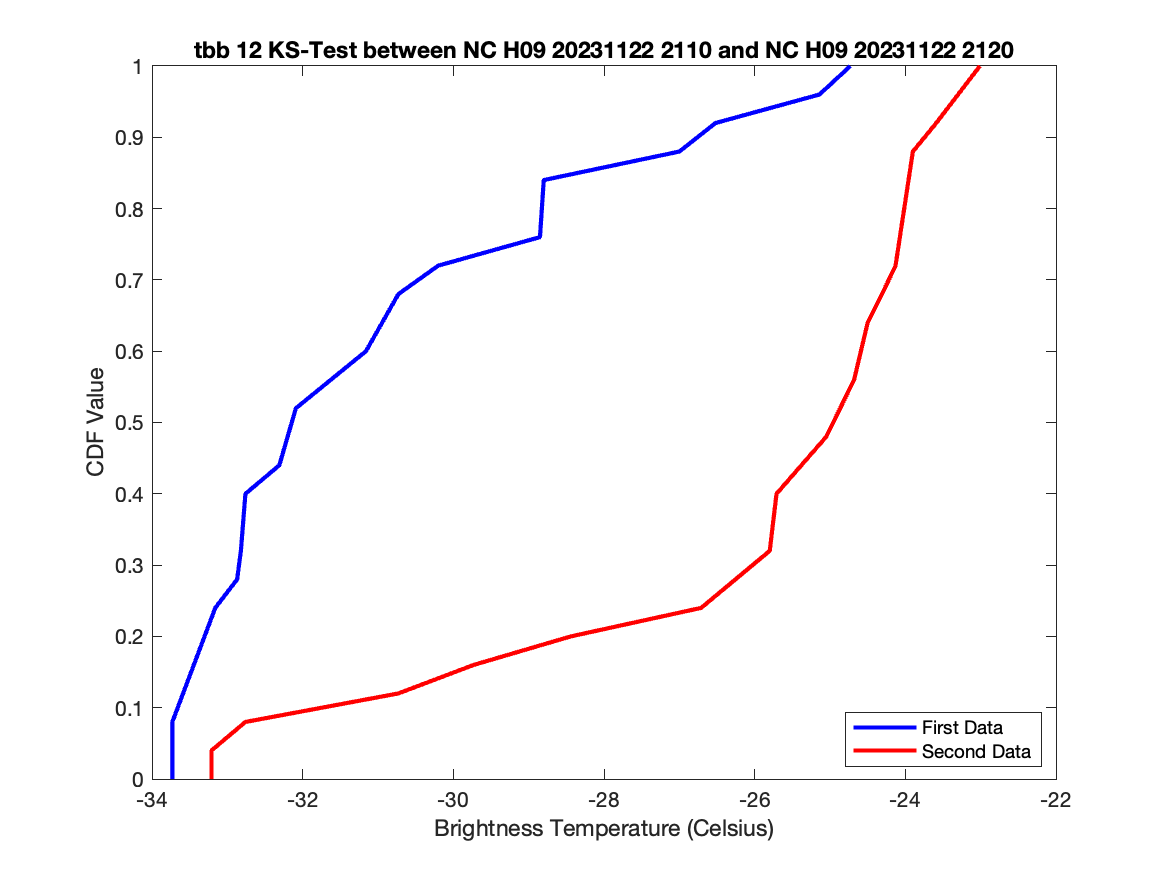 tbb 12 KS-Test between NC H09 20231122 2110 and NC H09 20231122 2120
1
0.9
0.8
0.7
0.6
0.5
0.4
0.3
0.2
0.1
0
CDF Value
First Data
Second Data
-34 -32 -30 -28 -26 -24 -22
Brightness Temperature (Celsius)